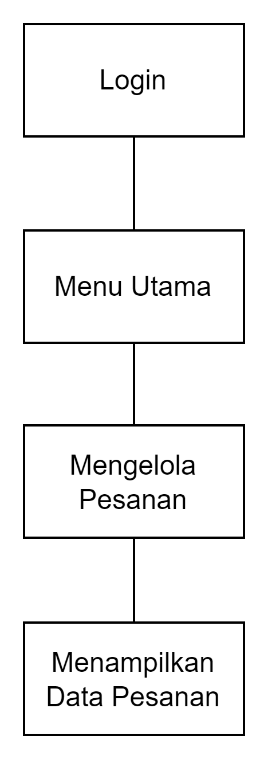 Login
Menu Utama
Mengelola
Pesanan
Menampilkan
Data Pesanan